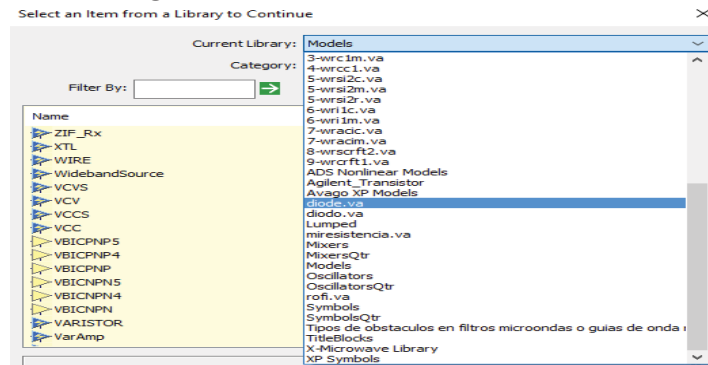 Select an Item from a Library to Continue
Current Library: Models
Category:
Filter By:
Name
ZIF_Rx
XTL
WIRE
WidebandSource
VCVS
VCV
VCCS
VCC
VBICPNP5
VBICPNP4
VBICPNP
VBICNPN5
VBICNPN4
VBICNPN
VARISTOR
VarAmp
3-wrc1m.va
4-wrcc1.va
5-wrsi2c.va
5-wrsi2m.va
5-wrsi2r.va
6-wri1c.va
6-wri1m.va
7-wracic.va
7-wracim.va
8-wrscrft2.va
9-wrcrft1.va
ADS Nonlinear Models
Agilent_Transistor
Avago XP Models
diode.va
diodo.va
Lumped
miresistencia.va
Mixers
MixersQtr
Models
Oscillators
OscillatorsQtr
rofi.va
Symbols
SymbolsQtr
Tipos de obstaculos en filtros microondas o guias de onda
TitleBlocks
X-Microwave Library
XP Symbols